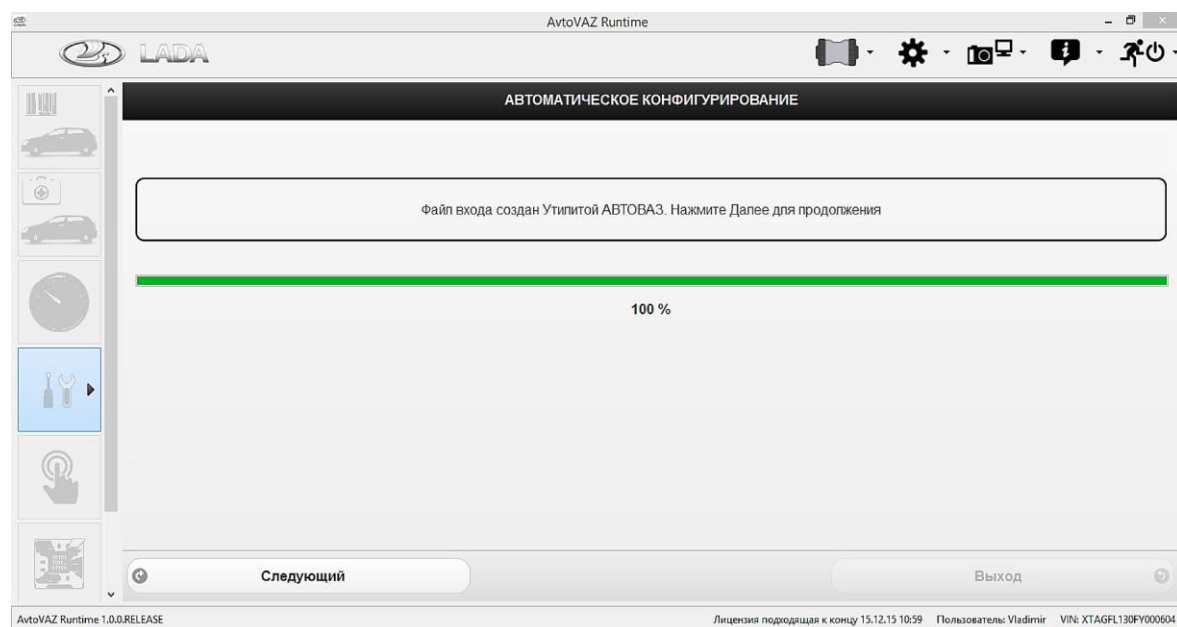 AvtoVAZ Runtime
LADA
АВТОМАТИЧЕСКОЕ КОНФИГУРИРОВАНИЕ
Файл входа создан Утилитой АВТОВАЗ. Нажмите Далее для продолжения
100 %
Следующий
Выход
AvtoVAZ Runtime 1.0.0.RELEASE
Лицензия подходящая к концу 15.12.15 10:59 Пользователь: Vladimir VIN: XTAGFL130FY000604